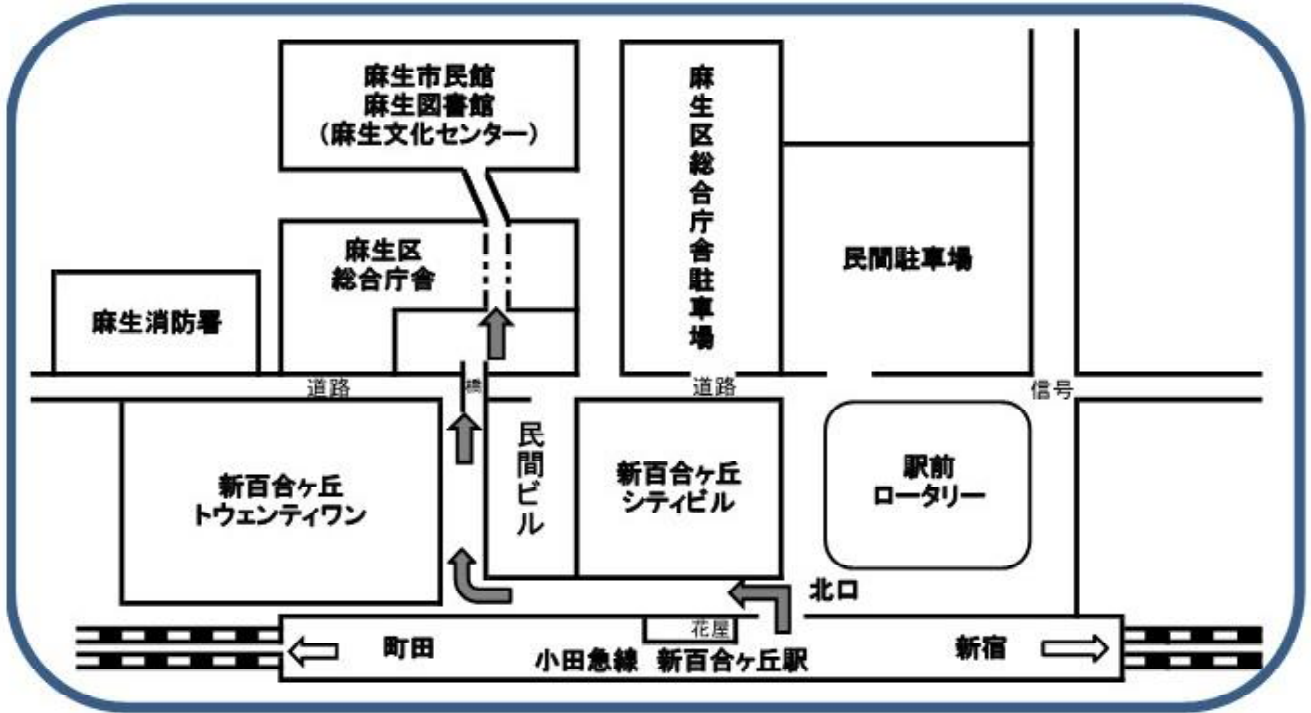 麻生市民館
麻生図書館
（麻生文化センター）
麻生区総合庁舎駐車場
麻生区
総合庁舎
民間駐車場
麻生消防署
道路
橋
道路
信号
民間ビル
新百合ヶ丘
トウェンティワン
新百合ヶ丘
シティビル
駅前
ロータリー
北口
花屋
町田
小田急線 新百合ヶ丘駅
新宿